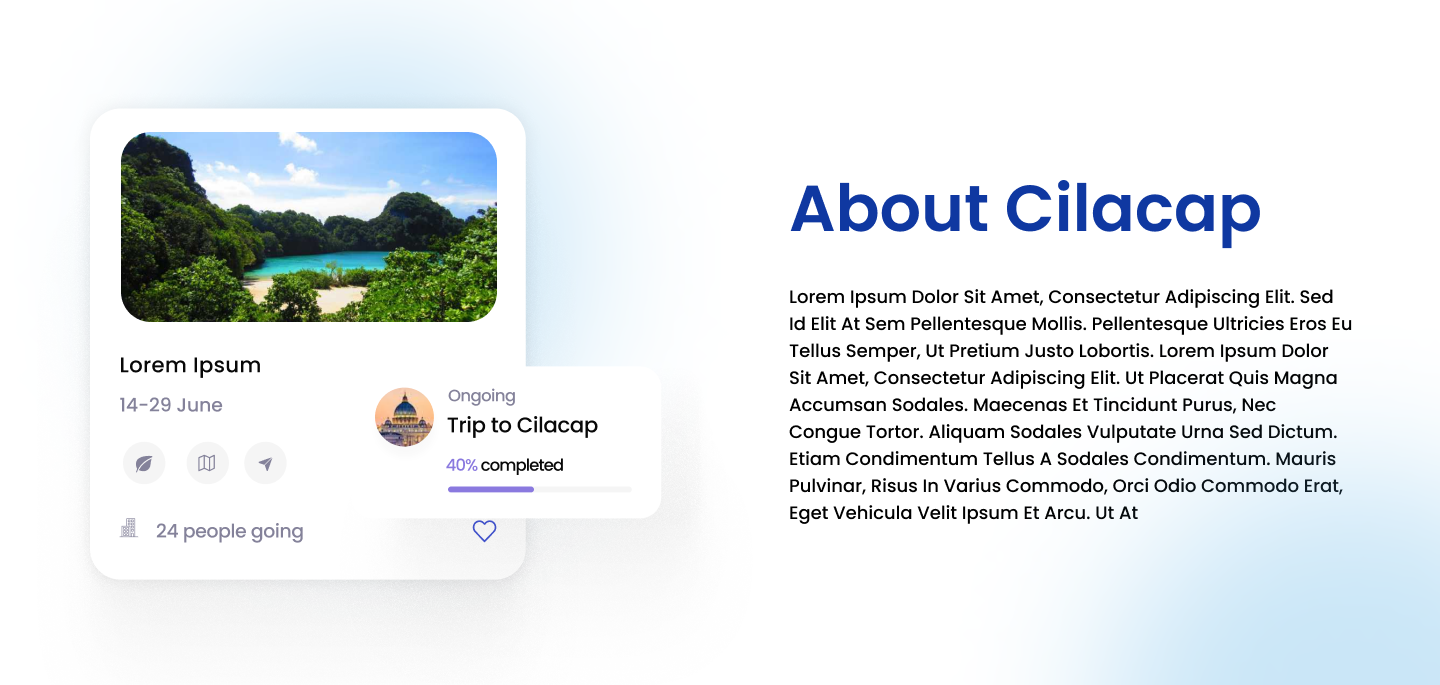 Lorem Ipsum
14-29 June
24 people going
Ongoing
Trip to Cilacap
40% completed
About Cilacap
Lorem Ipsum Dolor Sit Amet, Consectetur Adipiscing Elit. Sed
Id Elit At Sem Pellentesque Mollis. Pellentesque Ultricies Eros Eu
Tellus Semper, Ut Pretium Justo Lobortis. Lorem Ipsum Dolor
Sit Amet, Consectetur Adipiscing Elit. Ut Placerat Quis Magna
Accumsan Sodales. Maecenas Et Tincidunt Purus, Nec
Congue Tortor. Aliquam Sodales Vulputate Urna Sed Dictum.
Etiam Condimentum Tellus A Sodales Condimentum. Mauris
Pulvinar, Risus In Varius Commodo, Orci Odio Commodo Erat,
Eget Vehicula Velit Ipsum Et Arcu. Ut At